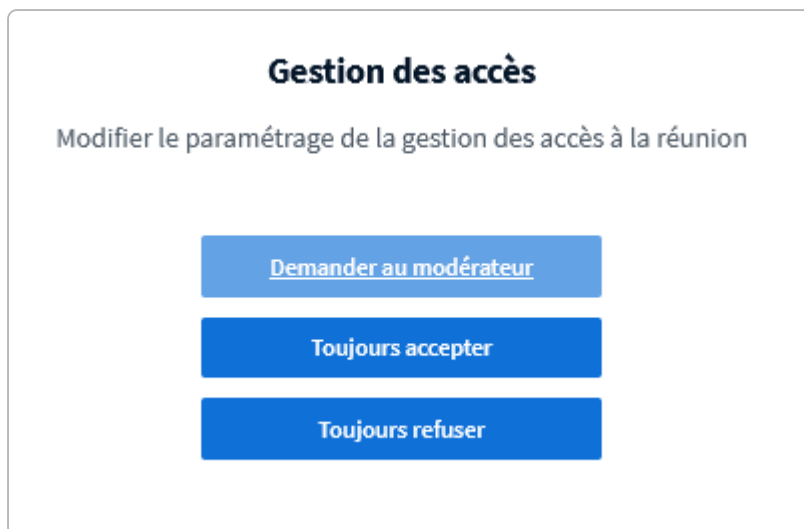 Gestion des accès
Modifier le paramétrage de la gestion des accès à la réunion
Demander au modérateur
Toujours accepter
Toujours refuser